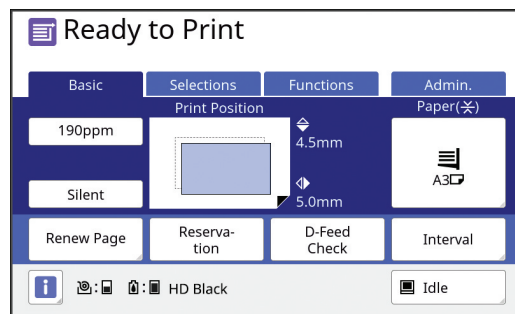 Ready to Print
Basic
Selections
Functions
Admin.
Print Position
Paper(⚹)
190ppm
4.5mm
A3
Silent
5.0mm
Renew Page
Reserva-
tion
D-Feed
Check
Interval
i
:
:
HD Black
Idle